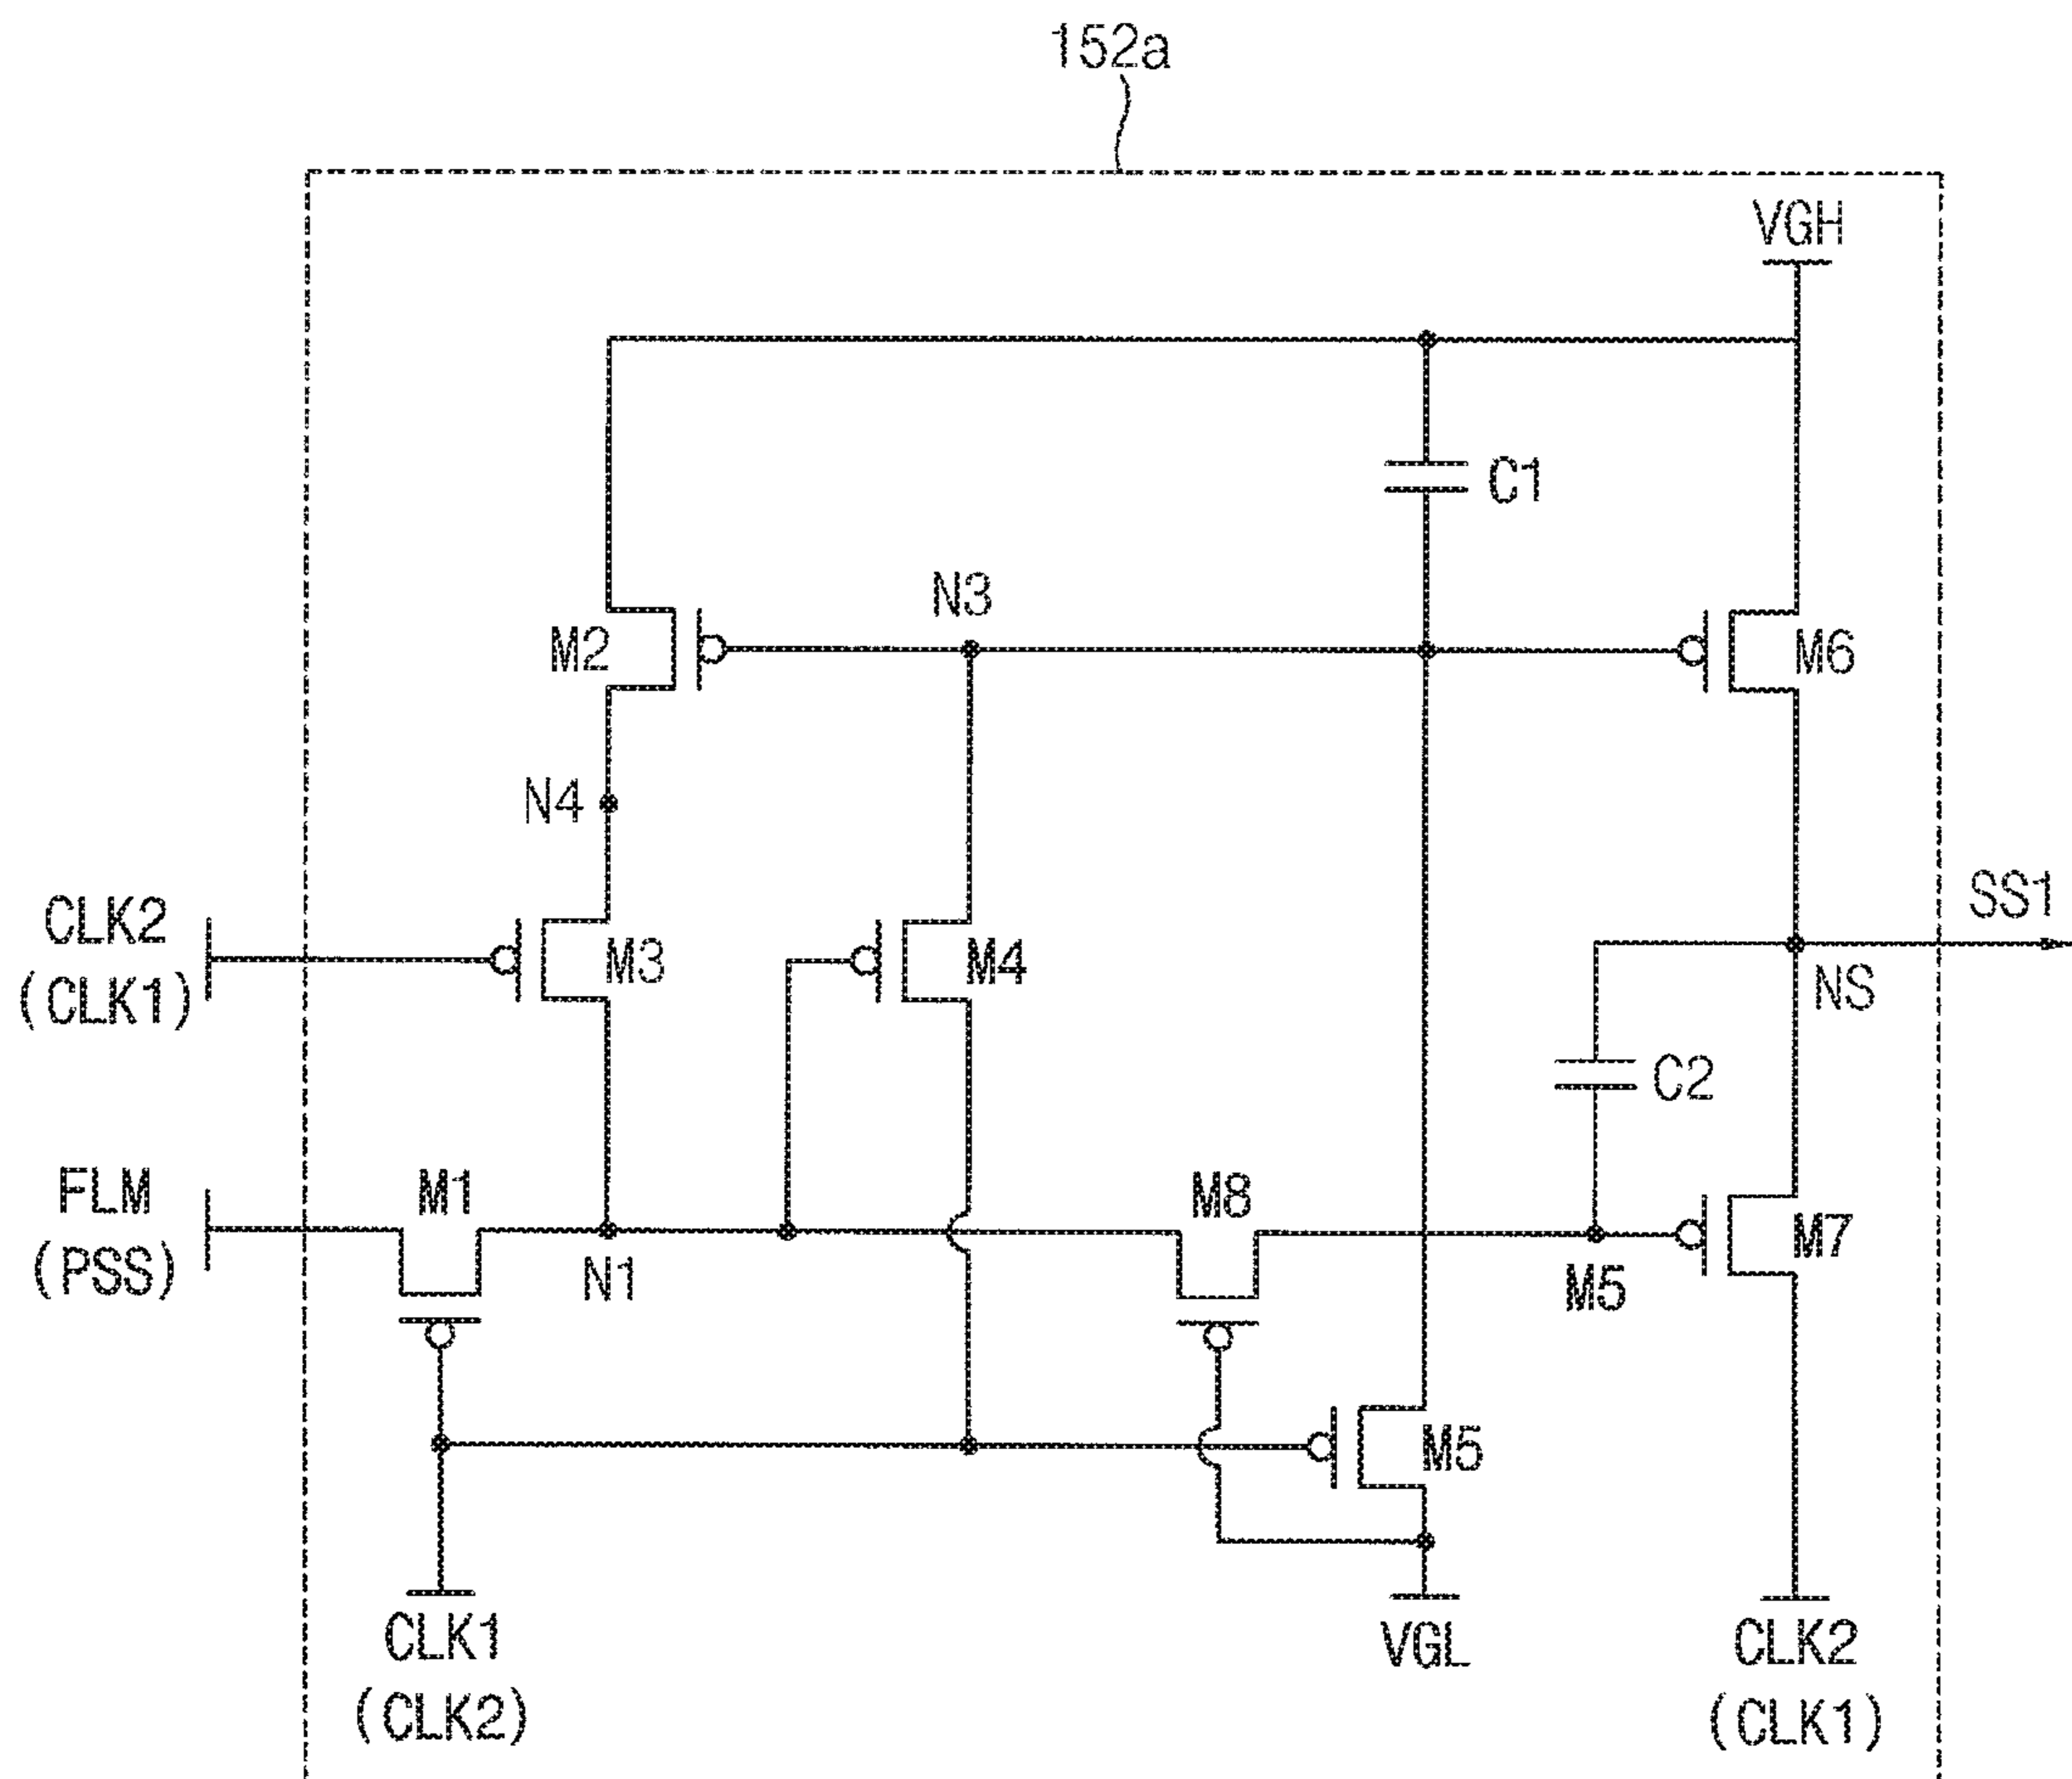 152a
VGH
C1
N3
M2
M6
N4
CLK2
(CLK1)
M3
M4
SS1
NS
C2
FLM
(PSS)
M1
N1
M8
M5
M7
M5
CLK1
(CLK2)
VGL
CLK2
(CLK1)